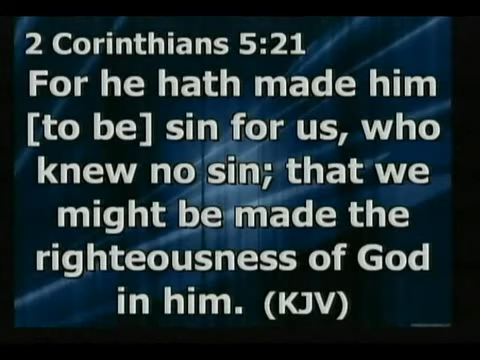 2 Corinthians 5:21
For he hath made him
[to be] sin for us, who
knew no sin; that we
might be made the
righteousness of God
in him. (KJV)